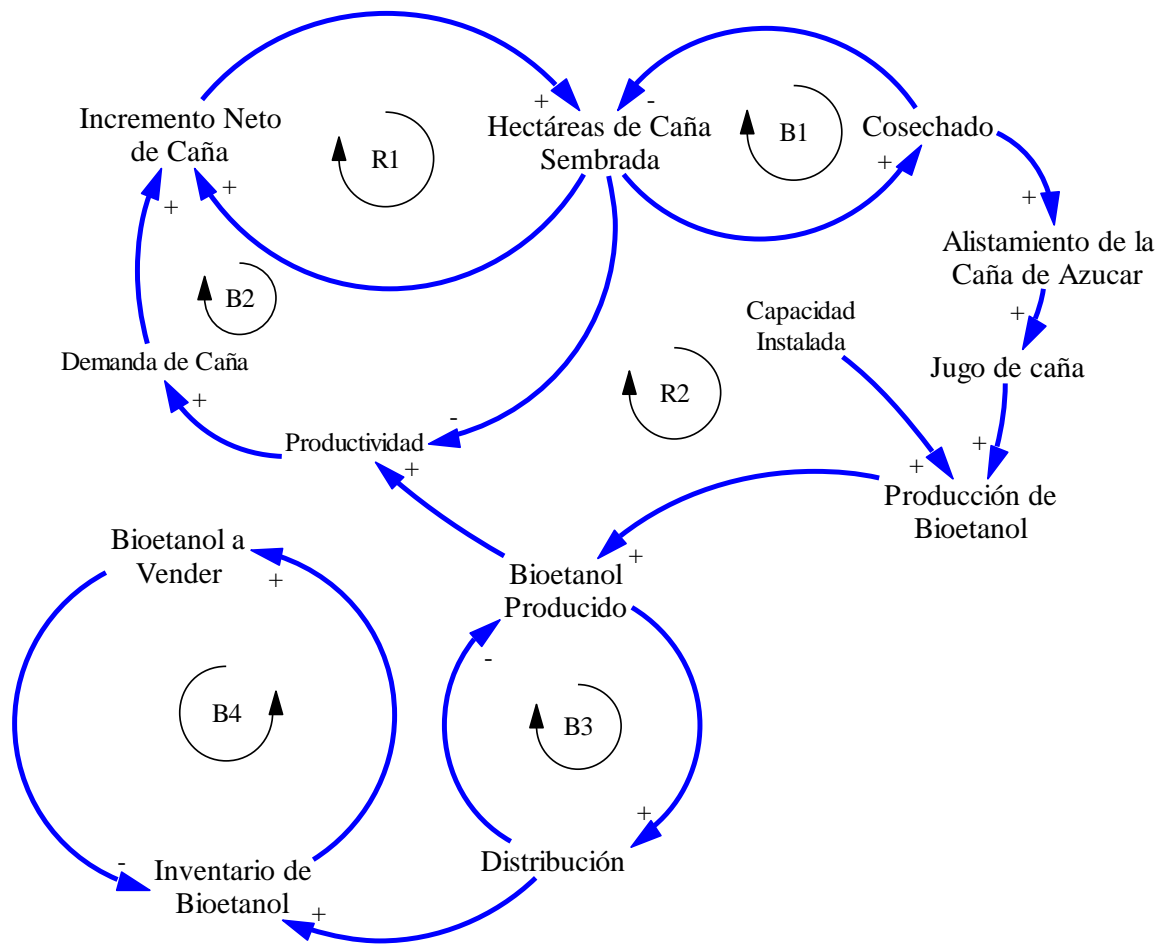 +
-
Incremento Neto
de Caña
R1
Hectáreas de Caña
Sembrada
B1
Cosechado
+
+
+
+
Alistamiento de la
Caña de Azucar
B2
Capacidad
Instalada
+
Demanda de Caña
Jugo de caña
R2
+
-
Productividad
+
+
+
Producción de
Bioetanol
Bioetanol a
Vender
+
+
Bioetanol
Producido
-
B4
B3
+
-
Inventario de
Bioetanol
Distribución
+